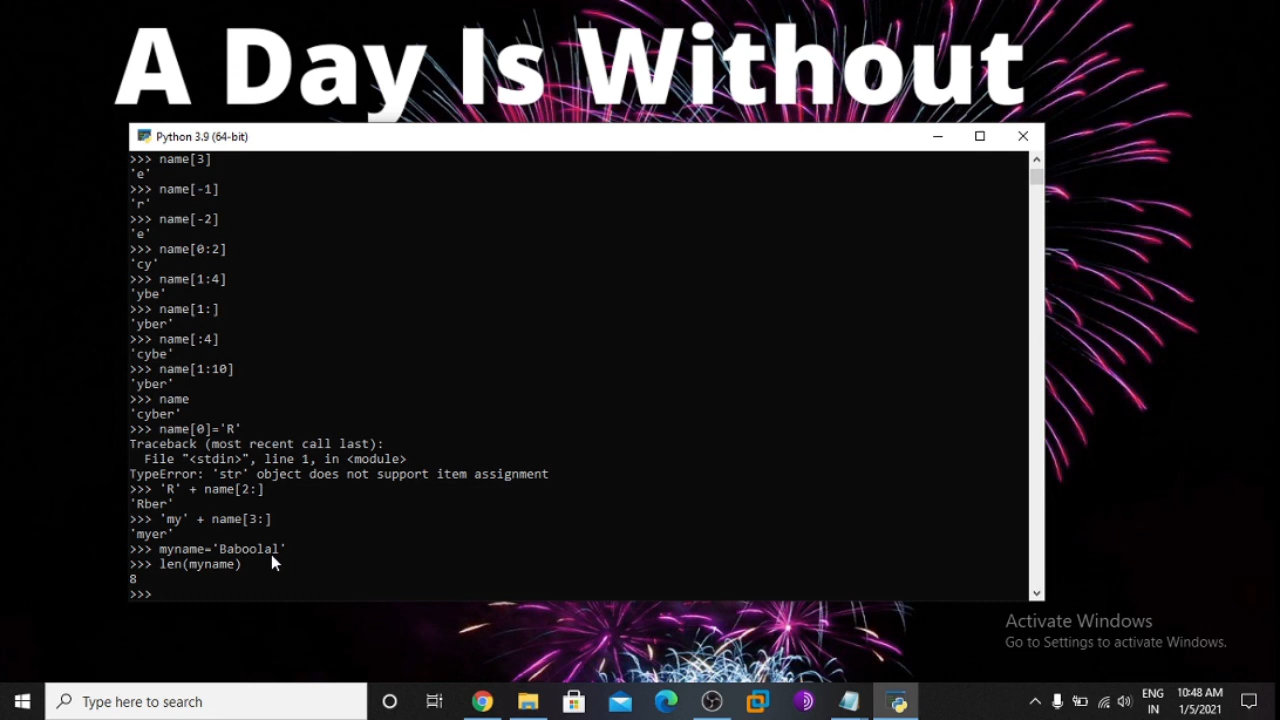 A Day Is Without
Python 3.9 (64-bit)
>>> name[3]
'e'
>>> name[-1]
'r'
>>> name[-2]
'e'
>>> name[0:2]
'cy'
>>> name[1:4]
'ybe'
>>> name[1:]
'yber'
>>> name[:4]
'cybe'
>>> name[1:10]
'yber'
>>> name
'cyber'
>>> name[0]='R'
Traceback (most recent call last):
  File "<stdin>", line 1, in <module>
TypeError: 'str' object does not support item assignment
>>> 'R' + name[2:]
'Rber'
>>> 'my' + name[3:]
'myer'
>>> myname='Baboolal'
>>> len(myname)
8
>>>
Activate Windows
Go to Settings to activate Windows.
Type here to search
ENG
IN
10:48 AM
1/5/2021